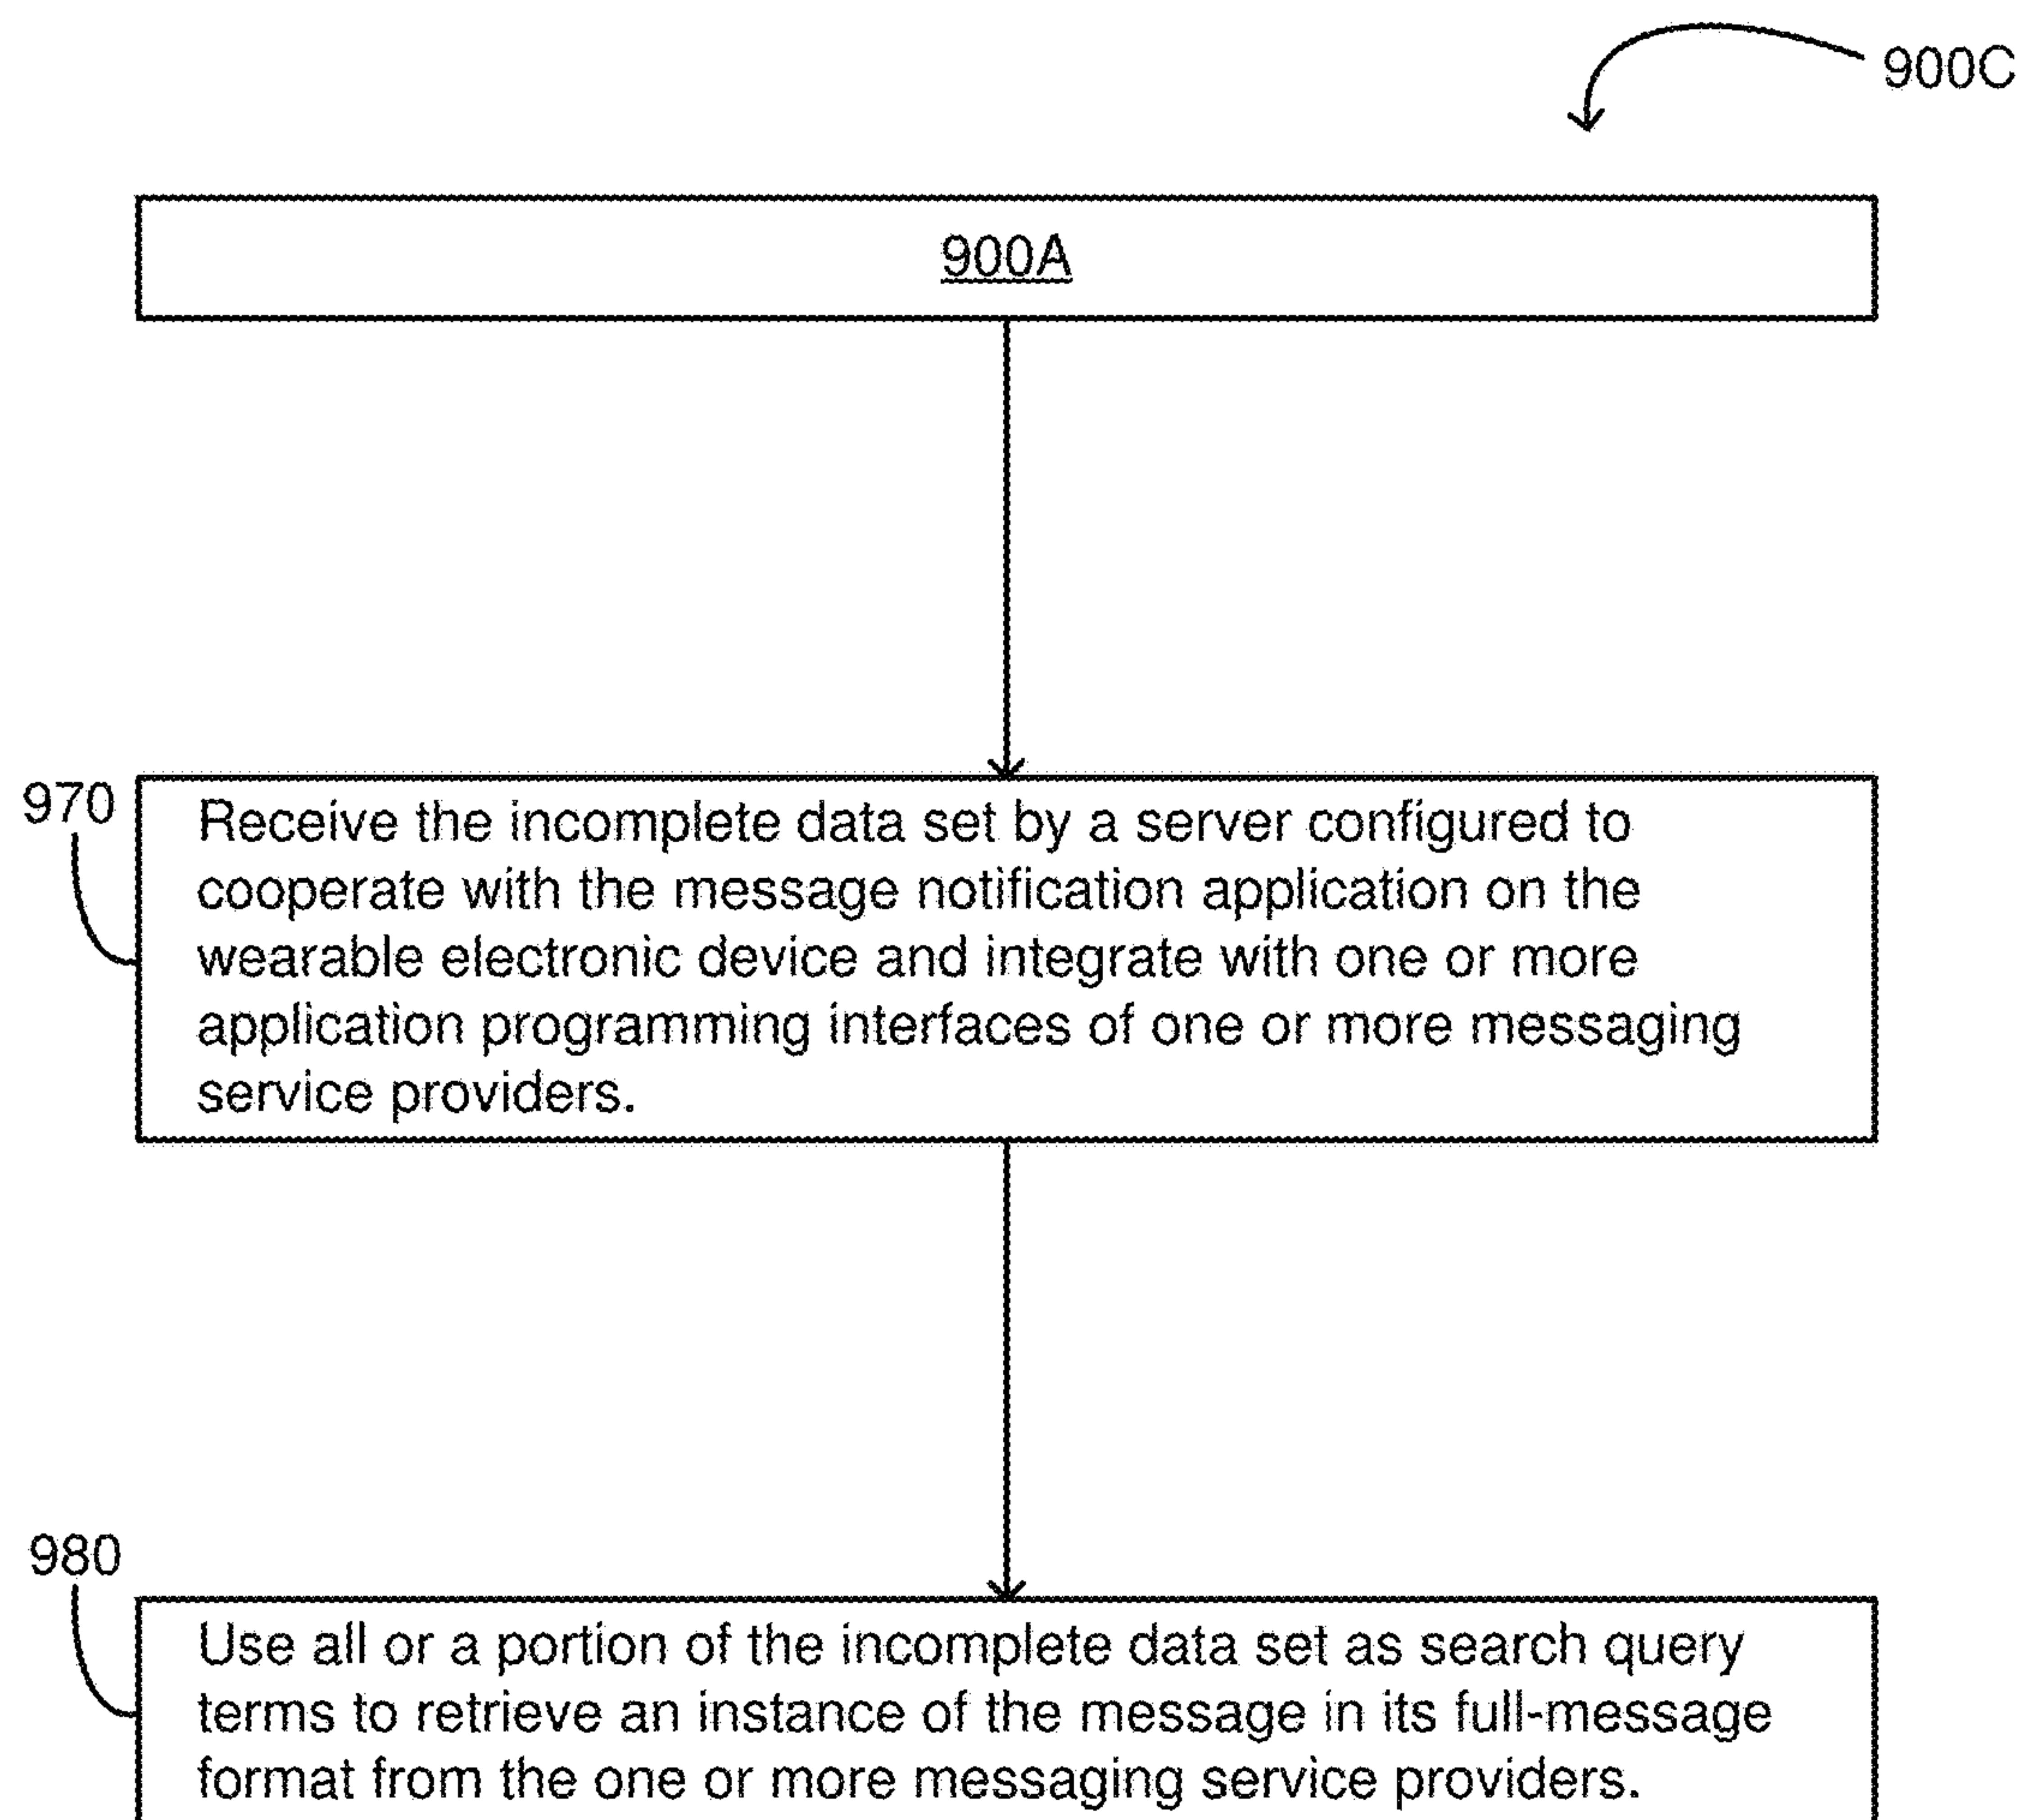 900C
900A
970
Receive the incomplete data set by a server configured to
cooperate with the message notification application on the
wearable electronic device and integrate with one or more
application programming interfaces of one or more messaging
service providers.
980
Use all or a portion of the incomplete data set as search query
terms to retrieve an instance of the message in its full-message
format from the one or more messaging service providers.